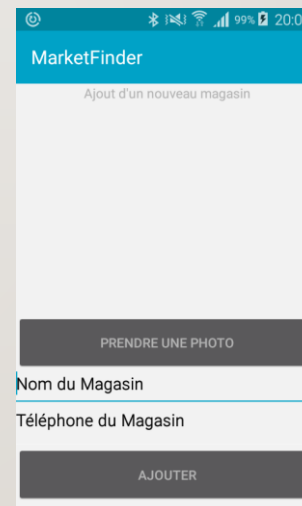 99% 20:0
MarketFinder
Ajout d'un nouveau magasin
PRENDRE UNE PHOTO
Nom du Magasin
Téléphone du Magasin
AJOUTER